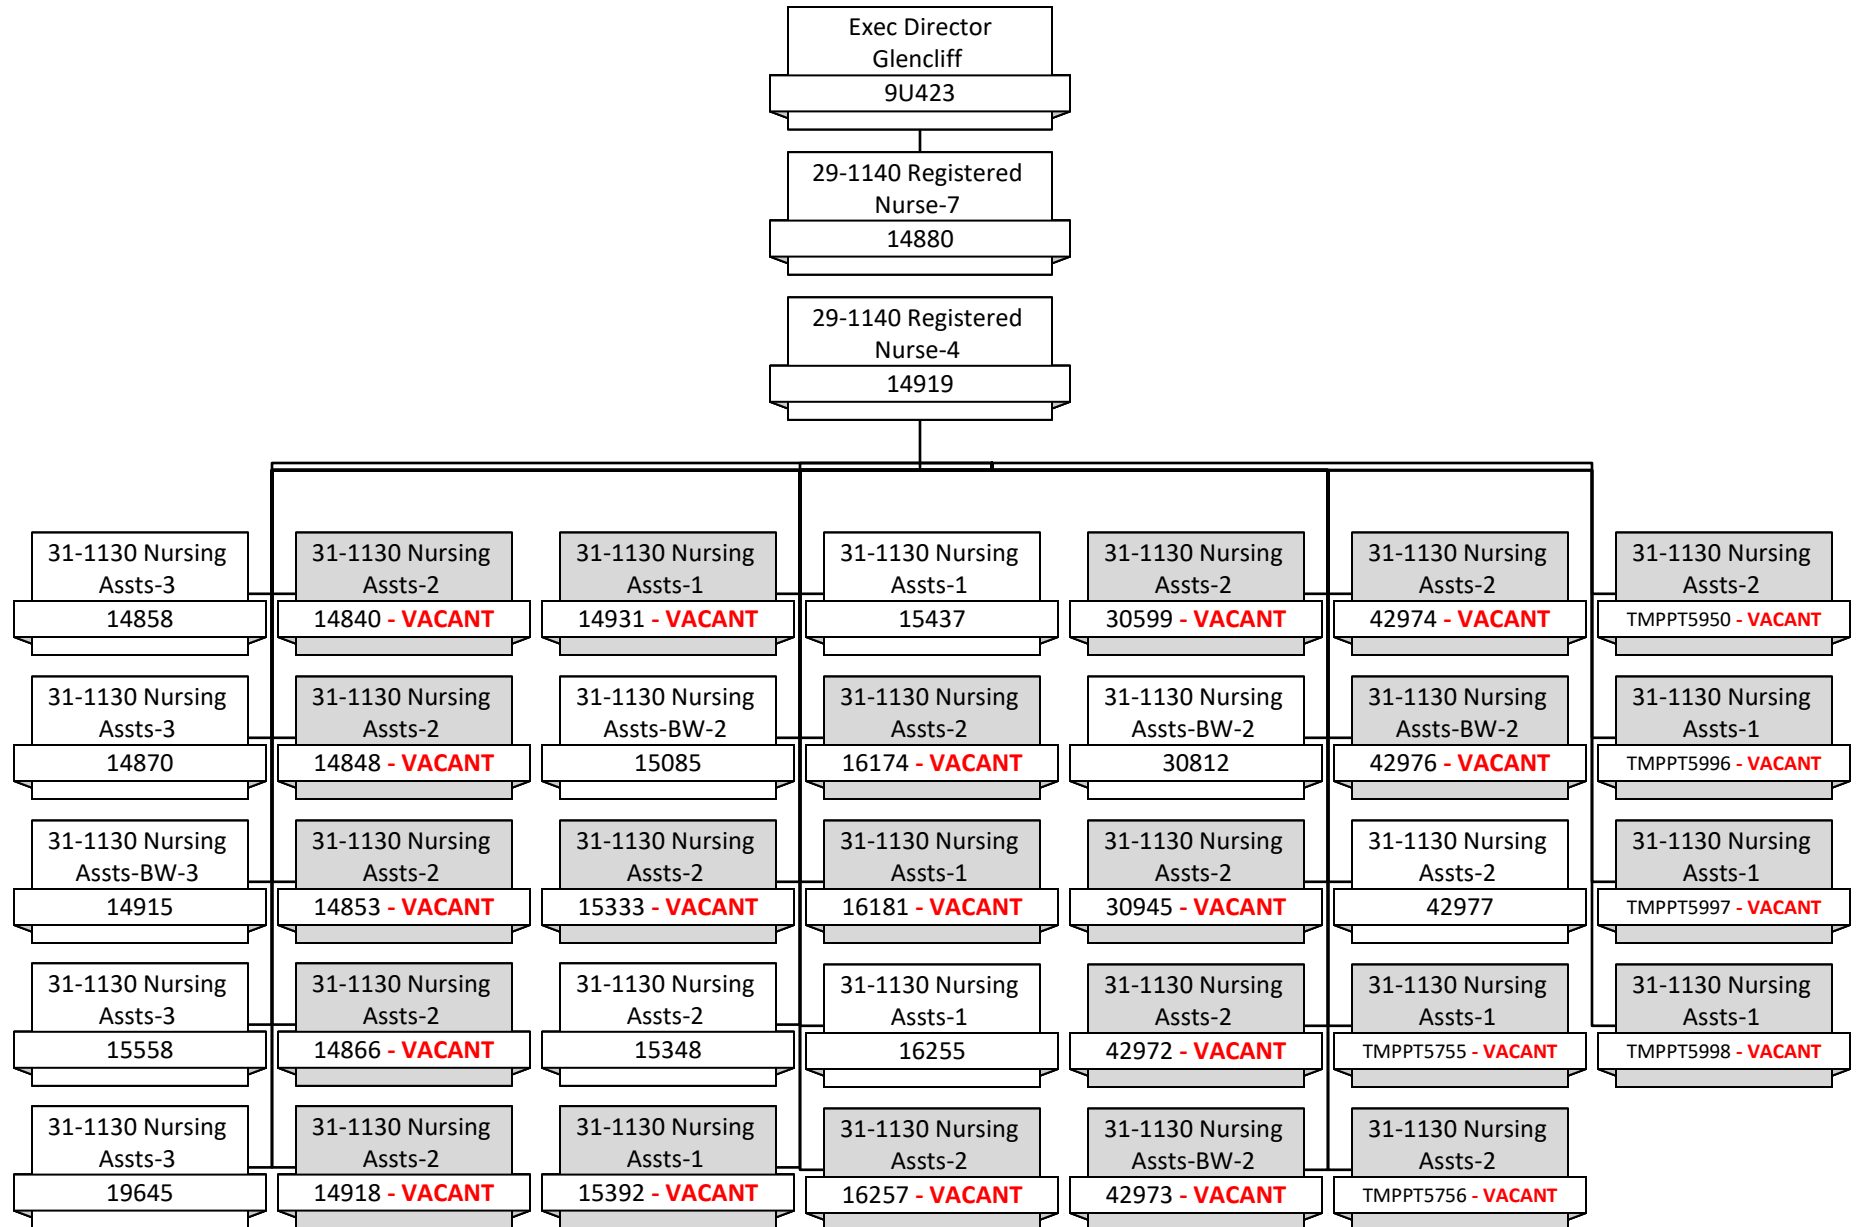 Exec Director
Glencliff
9U423
29-1140 Registered
Nurse-7
14880
29-1140 Registered
Nurse-4
14919
31-1130 Nursing
Assts-3
14858
31-1130 Nursing
Assts-2
14840 - VACANT
31-1130 Nursing
Assts-1
14931 - VACANT
31-1130 Nursing
Assts-1
15437
31-1130 Nursing
Assts-2
30599 - VACANT
31-1130 Nursing
Assts-2
42974 - VACANT
31-1130 Nursing
Assts-2
TMPPT5950 - VACANT
31-1130 Nursing
Assts-3
14870
31-1130 Nursing
Assts-2
14848 - VACANT
31-1130 Nursing
Assts-BW-2
15085
31-1130 Nursing
Assts-2
16174 - VACANT
31-1130 Nursing
Assts-BW-2
30812
31-1130 Nursing
Assts-BW-2
42976 - VACANT
31-1130 Nursing
Assts-1
TMPPT5996 - VACANT
31-1130 Nursing
Assts-BW-3
14915
31-1130 Nursing
Assts-2
14853 - VACANT
31-1130 Nursing
Assts-2
15333 - VACANT
31-1130 Nursing
Assts-1
16181 - VACANT
31-1130 Nursing
Assts-2
30945 - VACANT
31-1130 Nursing
Assts-2
42977
31-1130 Nursing
Assts-1
TMPPT5997 - VACANT
31-1130 Nursing
Assts-3
15558
31-1130 Nursing
Assts-2
14866 - VACANT
31-1130 Nursing
Assts-2
15348
31-1130 Nursing
Assts-1
16255
31-1130 Nursing
Assts-2
42972 - VACANT
31-1130 Nursing
Assts-1
TMPPT5755 - VACANT
31-1130 Nursing
Assts-1
TMPPT5998 - VACANT
31-1130 Nursing
Assts-3
19645
31-1130 Nursing
Assts-2
14918 - VACANT
31-1130 Nursing
Assts-1
15392 - VACANT
31-1130 Nursing
Assts-2
16257 - VACANT
31-1130 Nursing
Assts-BW-2
42973 - VACANT
31-1130 Nursing
Assts-2
TMPPT5756 - VACANT